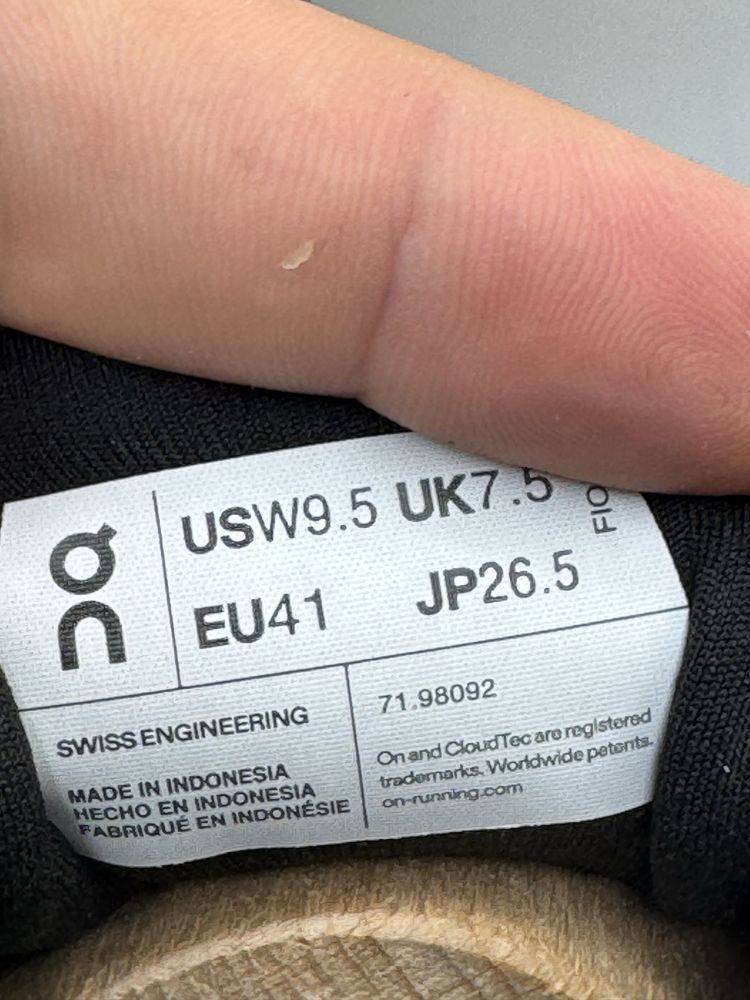 On
USW9.5 UK7.5
EU41 JP26.5
SWISS ENGINEERING
MADE IN INDONESIA
HECHO EN INDONESIA
FABRIQUÉ EN INDONÉSIE
71.98092
On and CloudTec are registered
trademarks. Worldwide patents.
on-running.com